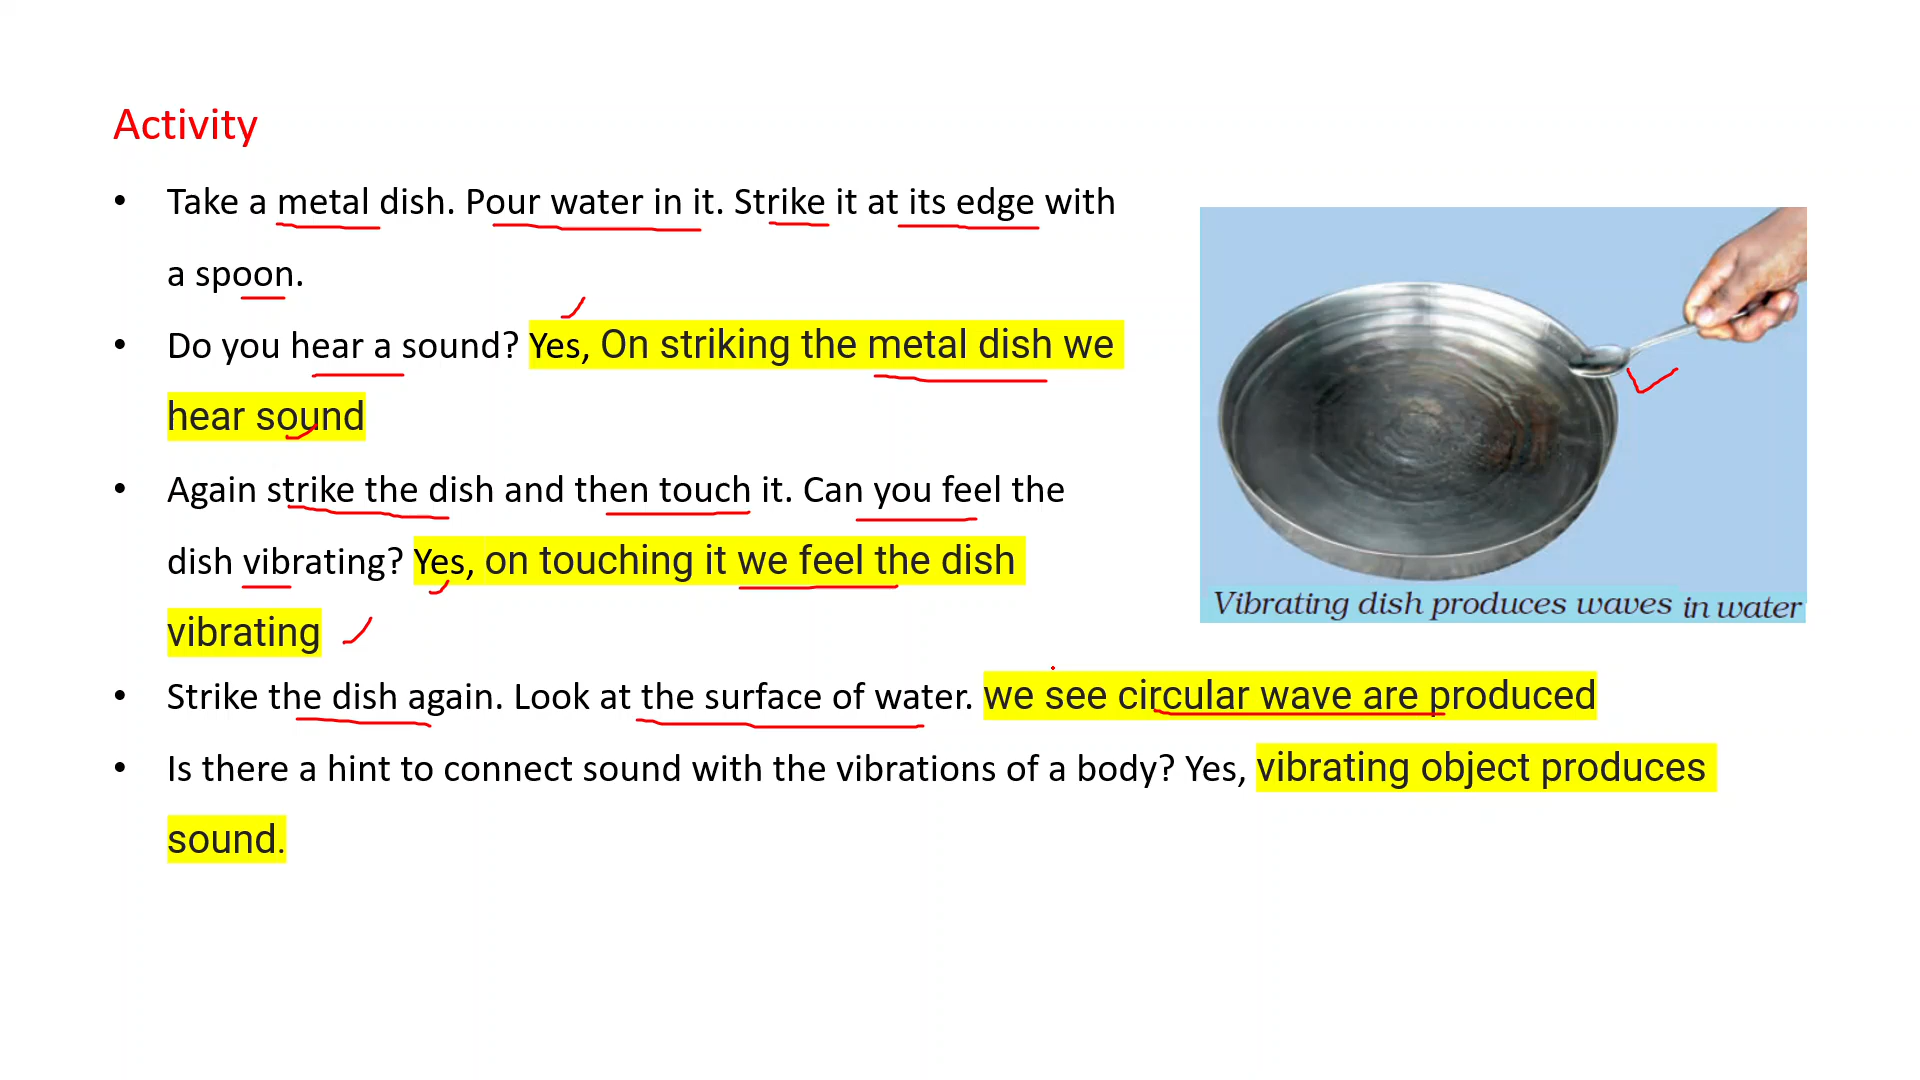 Activity
• Take a metal dish. Pour water in it. Strike it at its edge with
a spoon.
• Do you hear a sound? Yes, On striking the metal dish we
hear sound
• Again strike the dish and then touch it. Can you feel the
dish vibrating? Yes, on touching it we feel the dish
vibrating
• Strike the dish again. Look at the surface of water. we see circular wave are produced
• Is there a hint to connect sound with the vibrations of a body? Yes, vibrating object produces
sound.
Vibrating dish produces waves in water